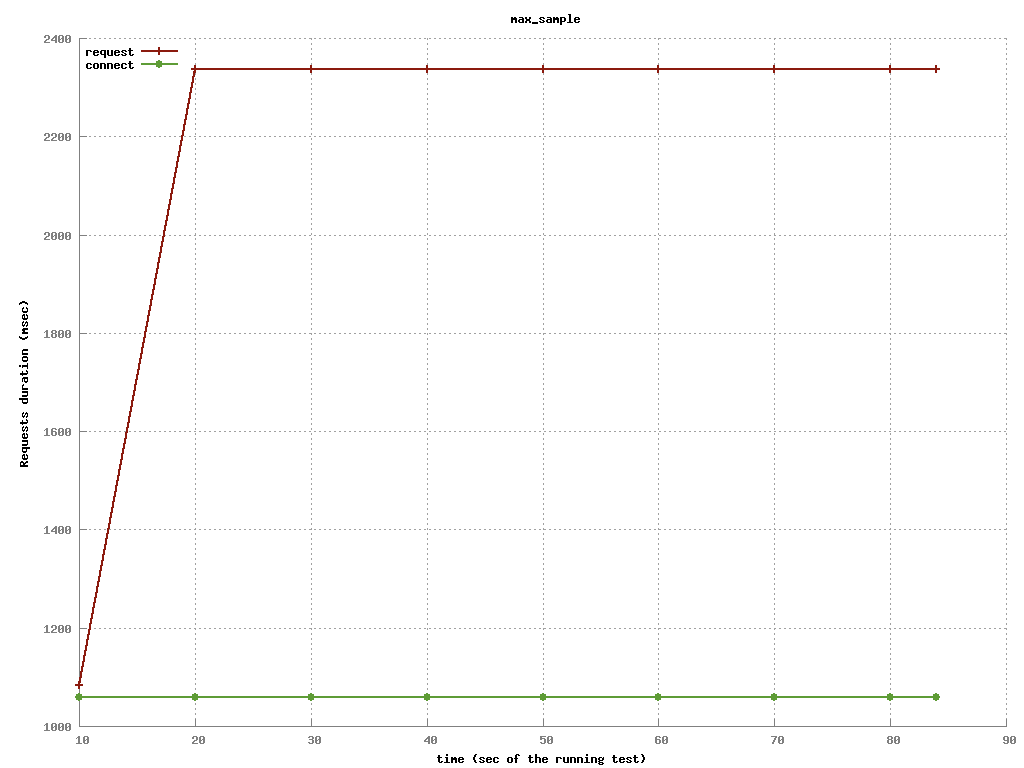 max_sample
2400
request
connect
2200
2000
1800
1600
1400
1200
1000
Requests duration (msec)
10 20 30 40 50 60 70 80 90
time (sec of the running test)